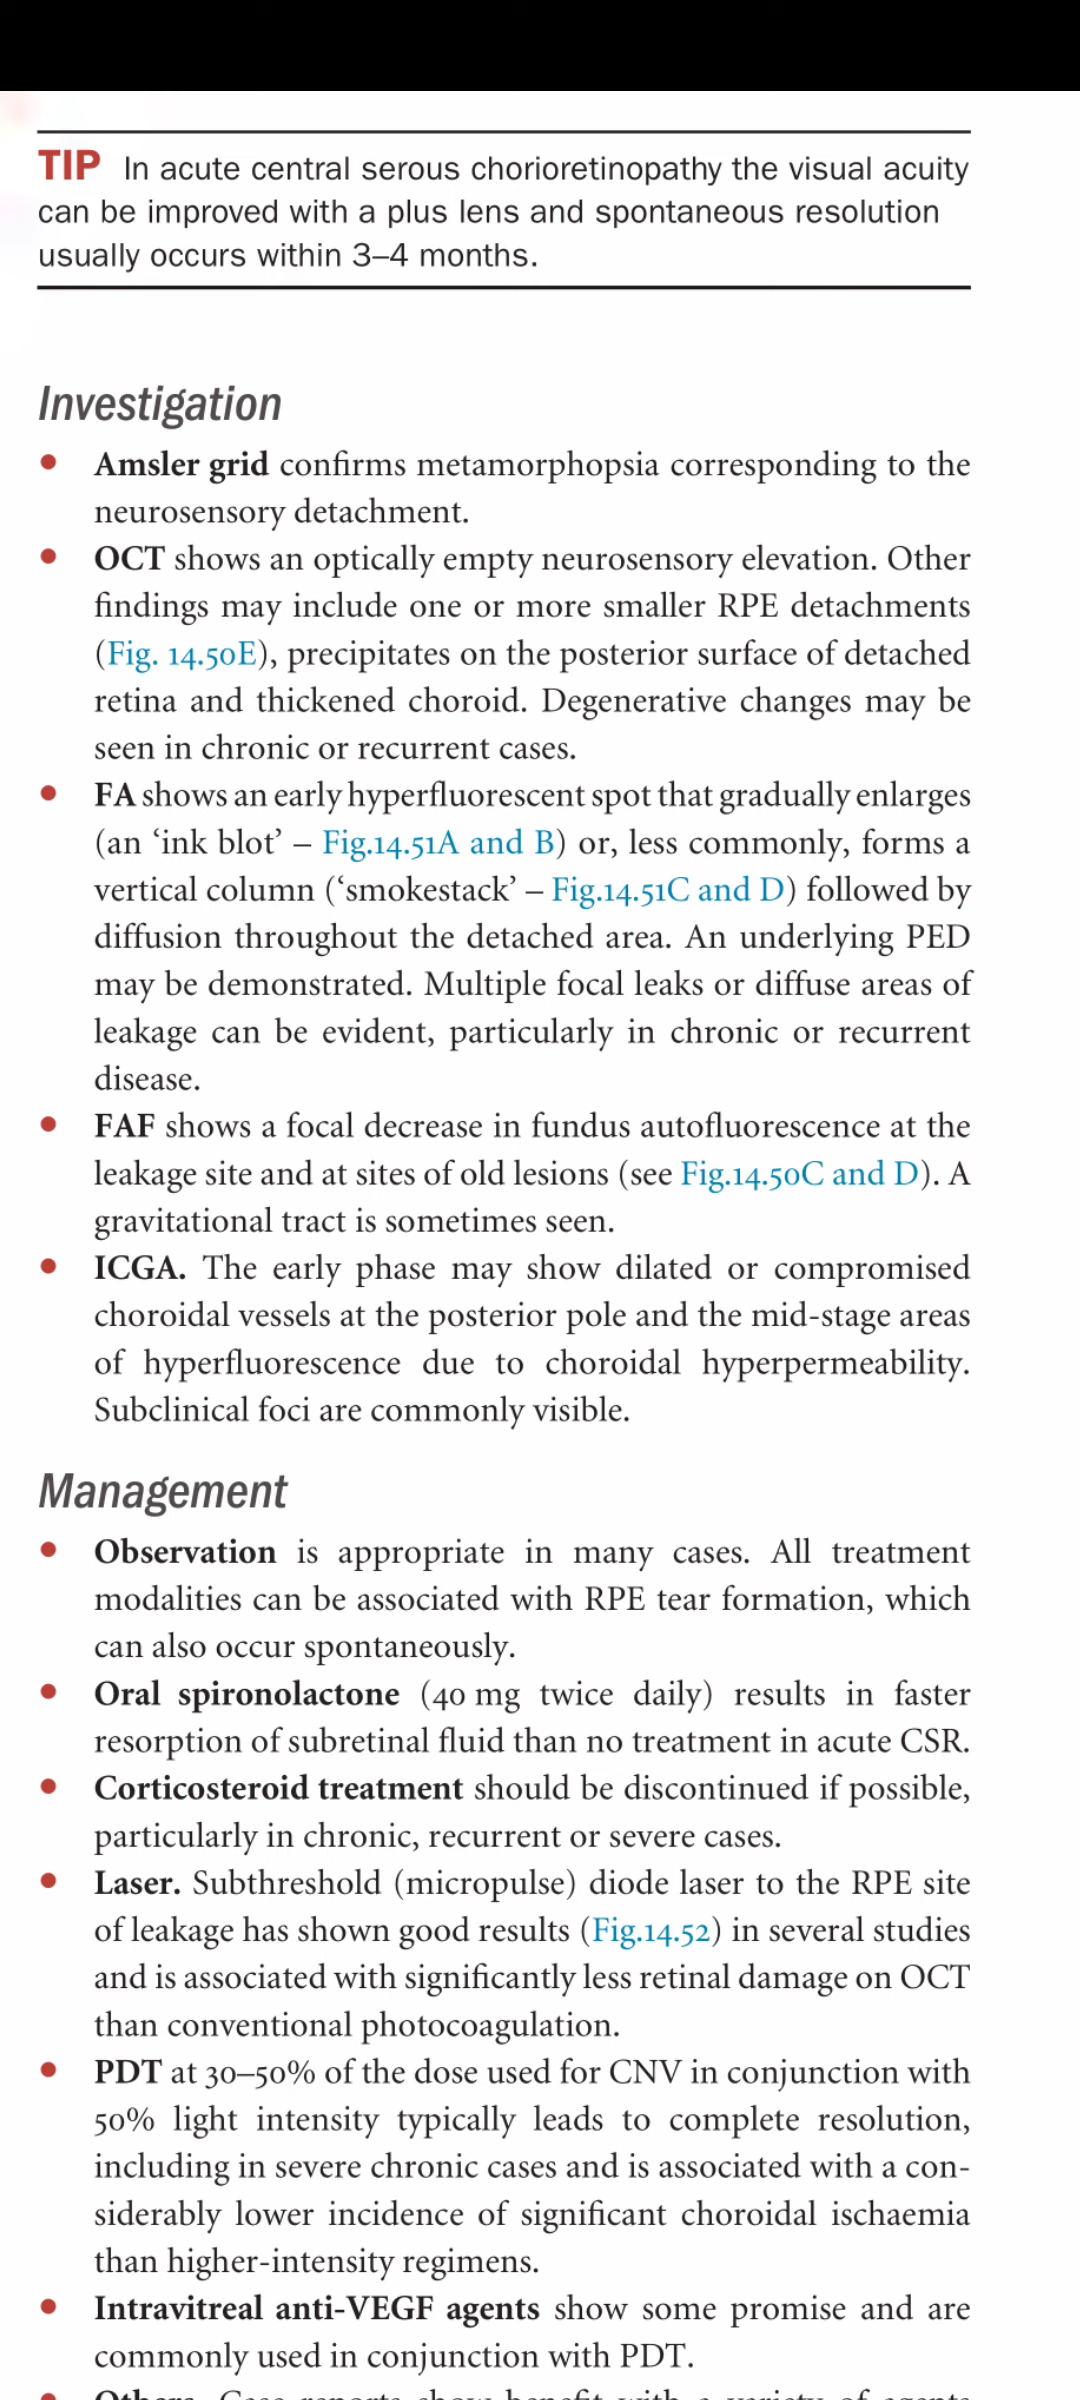 TIP In acute central serous chorioretinopathy the visual acuity
can be improved with a plus lens and spontaneous resolution
usually occurs within 3–4 months.
Investigation
• Amsler grid confirms metamorphopsia corresponding to the
neurosensory detachment.
• OCT shows an optically empty neurosensory elevation. Other
findings may include one or more smaller RPE detachments
(Fig. 14.50E), precipitates on the posterior surface of detached
retina and thickened choroid. Degenerative changes may be
seen in chronic or recurrent cases.
• FA shows an early hyperfluorescent spot that gradually enlarges
(an ‘ink blot’ – Fig.14.51A and B) or, less commonly, forms a
vertical column (‘smokestack’ – Fig.14.51C and D) followed by
diffusion throughout the detached area. An underlying PED
may be demonstrated. Multiple focal leaks or diffuse areas of
leakage can be evident, particularly in chronic or recurrent
disease.
• FAF shows a focal decrease in fundus autofluorescence at the
leakage site and at sites of old lesions (see Fig.14.50C and D). A
gravitational tract is sometimes seen.
• ICGA. The early phase may show dilated or compromised
choroidal vessels at the posterior pole and the mid-stage areas
of hyperfluorescence due to choroidal hyperpermeability.
Subclinical foci are commonly visible.
Management
• Observation is appropriate in many cases. All treatment
modalities can be associated with RPE tear formation, which
can also occur spontaneously.
• Oral spironolactone (40 mg twice daily) results in faster
resorption of subretinal fluid than no treatment in acute CSR.
• Corticosteroid treatment should be discontinued if possible,
particularly in chronic, recurrent or severe cases.
• Laser. Subthreshold (micropulse) diode laser to the RPE site
of leakage has shown good results (Fig.14.52) in several studies
and is associated with significantly less retinal damage on OCT
than conventional photocoagulation.
• PDT at 30–50% of the dose used for CNV in conjunction with
50% light intensity typically leads to complete resolution,
including in severe chronic cases and is associated with a con-
siderably lower incidence of significant choroidal ischaemia
than higher-intensity regimens.
• Intravitreal anti-VEGF agents show some promise and are
commonly used in conjunction with PDT.
• Others. Case reports show benefit with a variety of agents